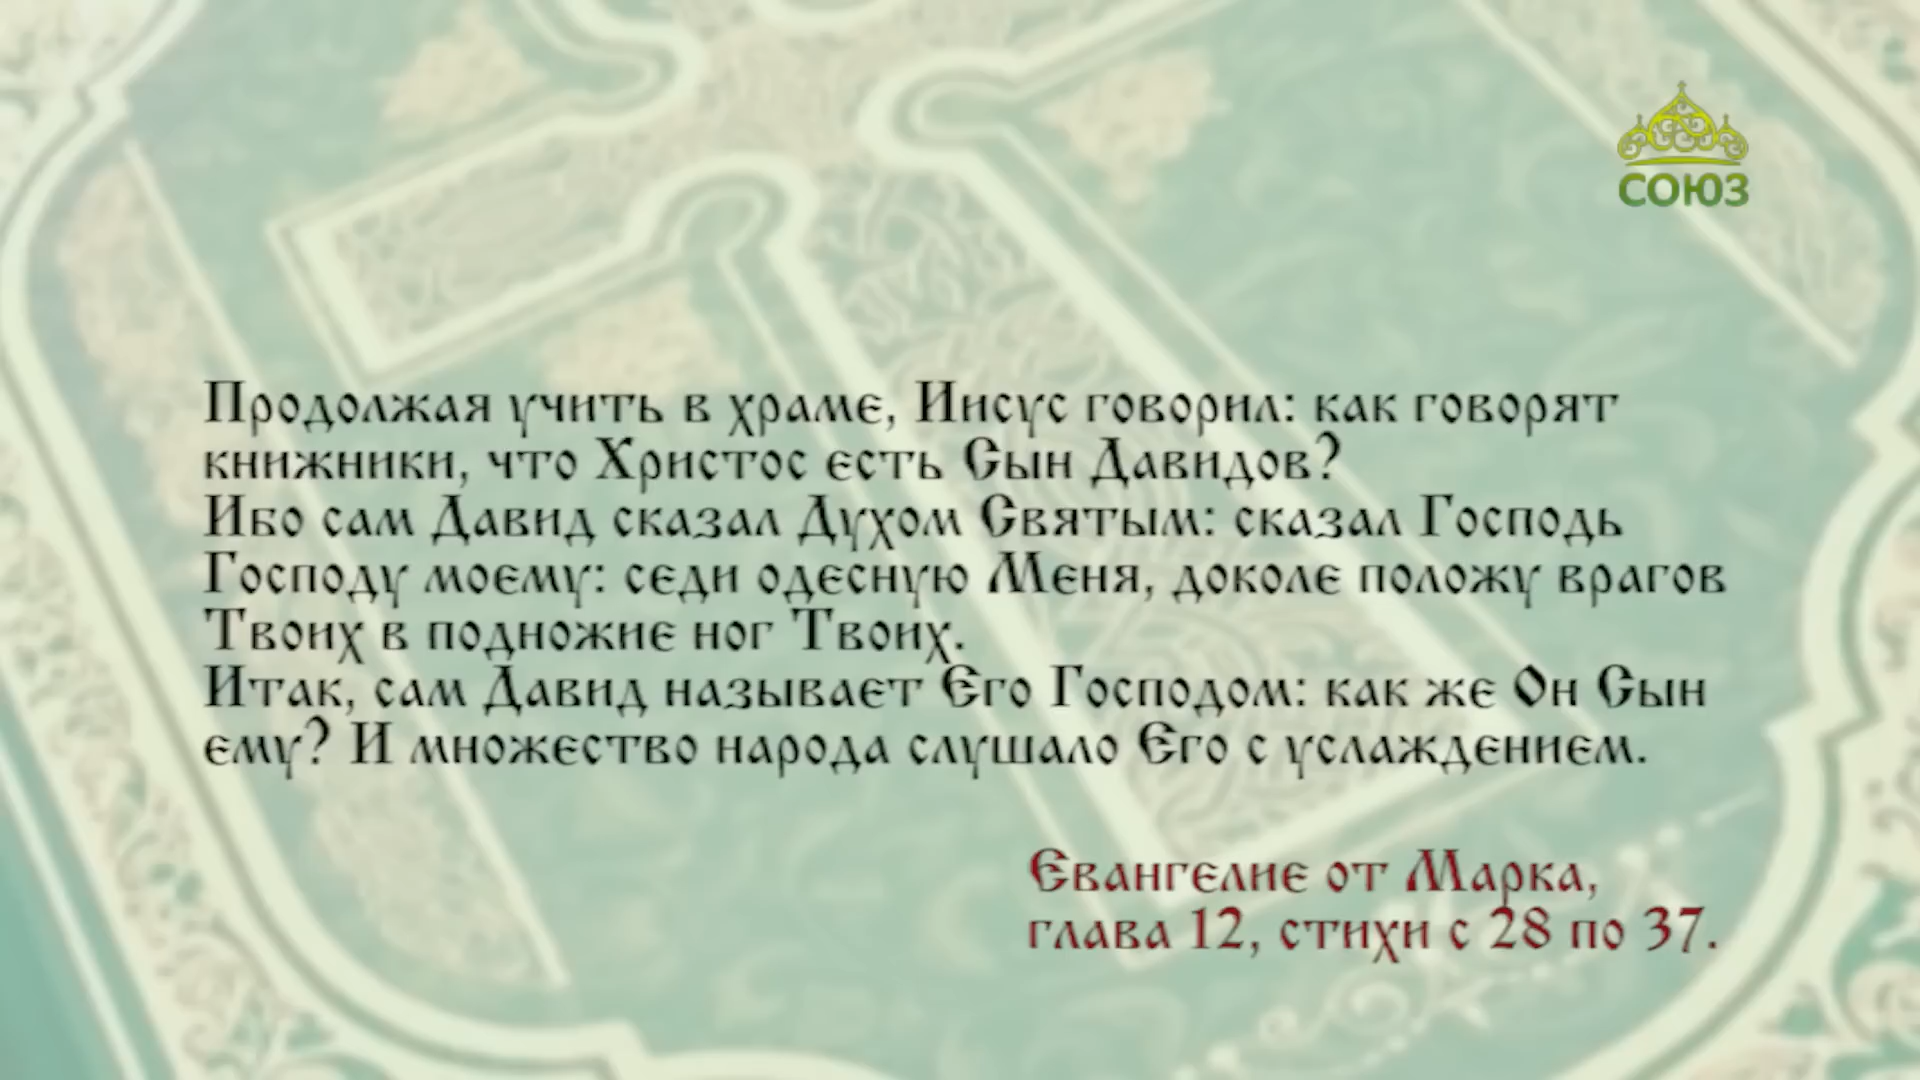 СОЮЗ
Продолжая учить в храме, Иисус говорил: как говорят
книжники, что Христос есть Сын Давидов?
Ибо сам Давид сказал Духом Святым: сказал Господь
Господу моему: седи одесную Меня, доколе положу врагов
Твоих в подножие ног Твоих.
Итак, сам Давид называет Его Господом: как же Он Сын
ему? И множество народа слушало Его с услаждением.
Евангелие от Марка,
глава 12, стихи с 28 по 37.